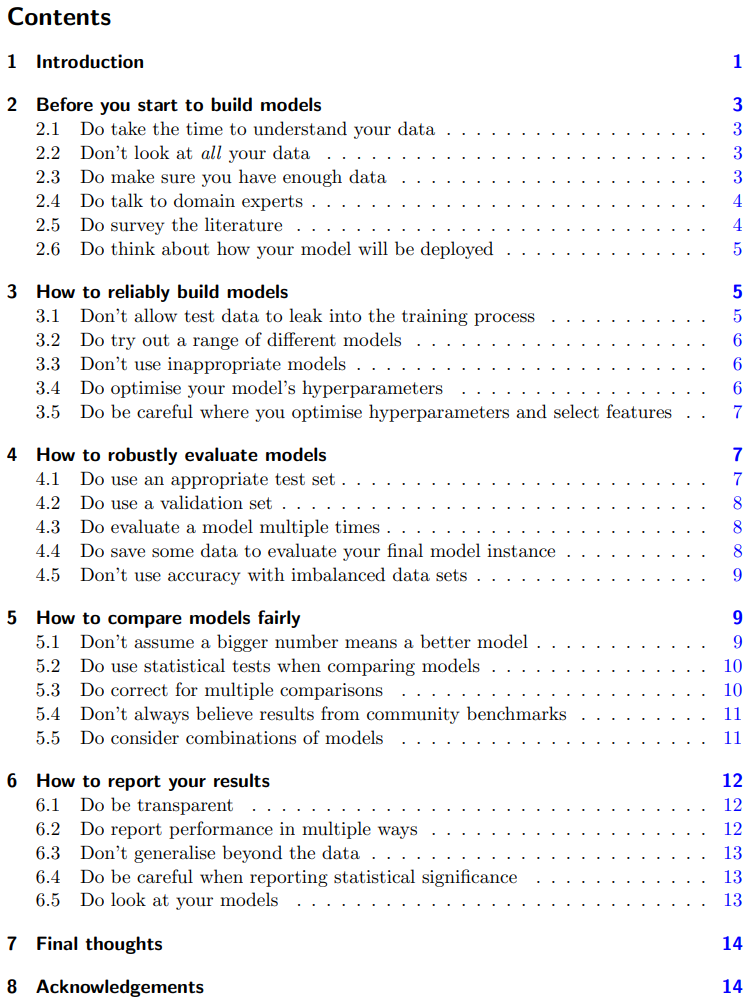 Contents
1 Introduction 1
2 Before you start to build models 3
2.1 Do take the time to understand your data . . . . . . . . . . . . . . . . . . 3
2.2 Don't look at all your data . . . . . . . . . . . . . . . . . . . . . . . . . . 3
2.3 Do make sure you have enough data . . . . . . . . . . . . . . . . . . . . . 3
2.4 Do talk to domain experts . . . . . . . . . . . . . . . . . . . . . . . . . . . 4
2.5 Do survey the literature . . . . . . . . . . . . . . . . . . . . . . . . . . . . 4
2.6 Do think about how your model will be deployed . . . . . . . . . . . . . . 5
3 How to reliably build models 5
3.1 Don't allow test data to leak into the training process . . . . . . . . . . . 5
3.2 Do try out a range of different models . . . . . . . . . . . . . . . . . . . . 6
3.3 Don't use inappropriate models . . . . . . . . . . . . . . . . . . . . . . . . 6
3.4 Do optimise your model's hyperparameters . . . . . . . . . . . . . . . . . 6
3.5 Do be careful where you optimise hyperparameters and select features . . 7
4 How to robustly evaluate models 7
4.1 Do use an appropriate test set . . . . . . . . . . . . . . . . . . . . . . . . . 7
4.2 Do use a validation set . . . . . . . . . . . . . . . . . . . . . . . . . . . . . 8
4.3 Do evaluate a model multiple times . . . . . . . . . . . . . . . . . . . . . . 8
4.4 Do save some data to evaluate your final model instance . . . . . . . . . . 8
4.5 Don't use accuracy with imbalanced data sets . . . . . . . . . . . . . . . . 9
5 How to compare models fairly 9
5.1 Don't assume a bigger number means a better model . . . . . . . . . . . . 9
5.2 Do use statistical tests when comparing models . . . . . . . . . . . . . . . 10
5.3 Do correct for multiple comparisons . . . . . . . . . . . . . . . . . . . . . 10
5.4 Don't always believe results from community benchmarks . . . . . . . . . 11
5.5 Do consider combinations of models . . . . . . . . . . . . . . . . . . . . . 11
6 How to report your results 12
6.1 Do be transparent . . . . . . . . . . . . . . . . . . . . . . . . . . . . . . . 12
6.2 Do report performance in multiple ways . . . . . . . . . . . . . . . . . . . 12
6.3 Don't generalise beyond the data . . . . . . . . . . . . . . . . . . . . . . . 13
6.4 Do be careful when reporting statistical significance . . . . . . . . . . . . 13
6.5 Do look at your models . . . . . . . . . . . . . . . . . . . . . . . . . . . . 13
7 Final thoughts 14
8 Acknowledgements 14